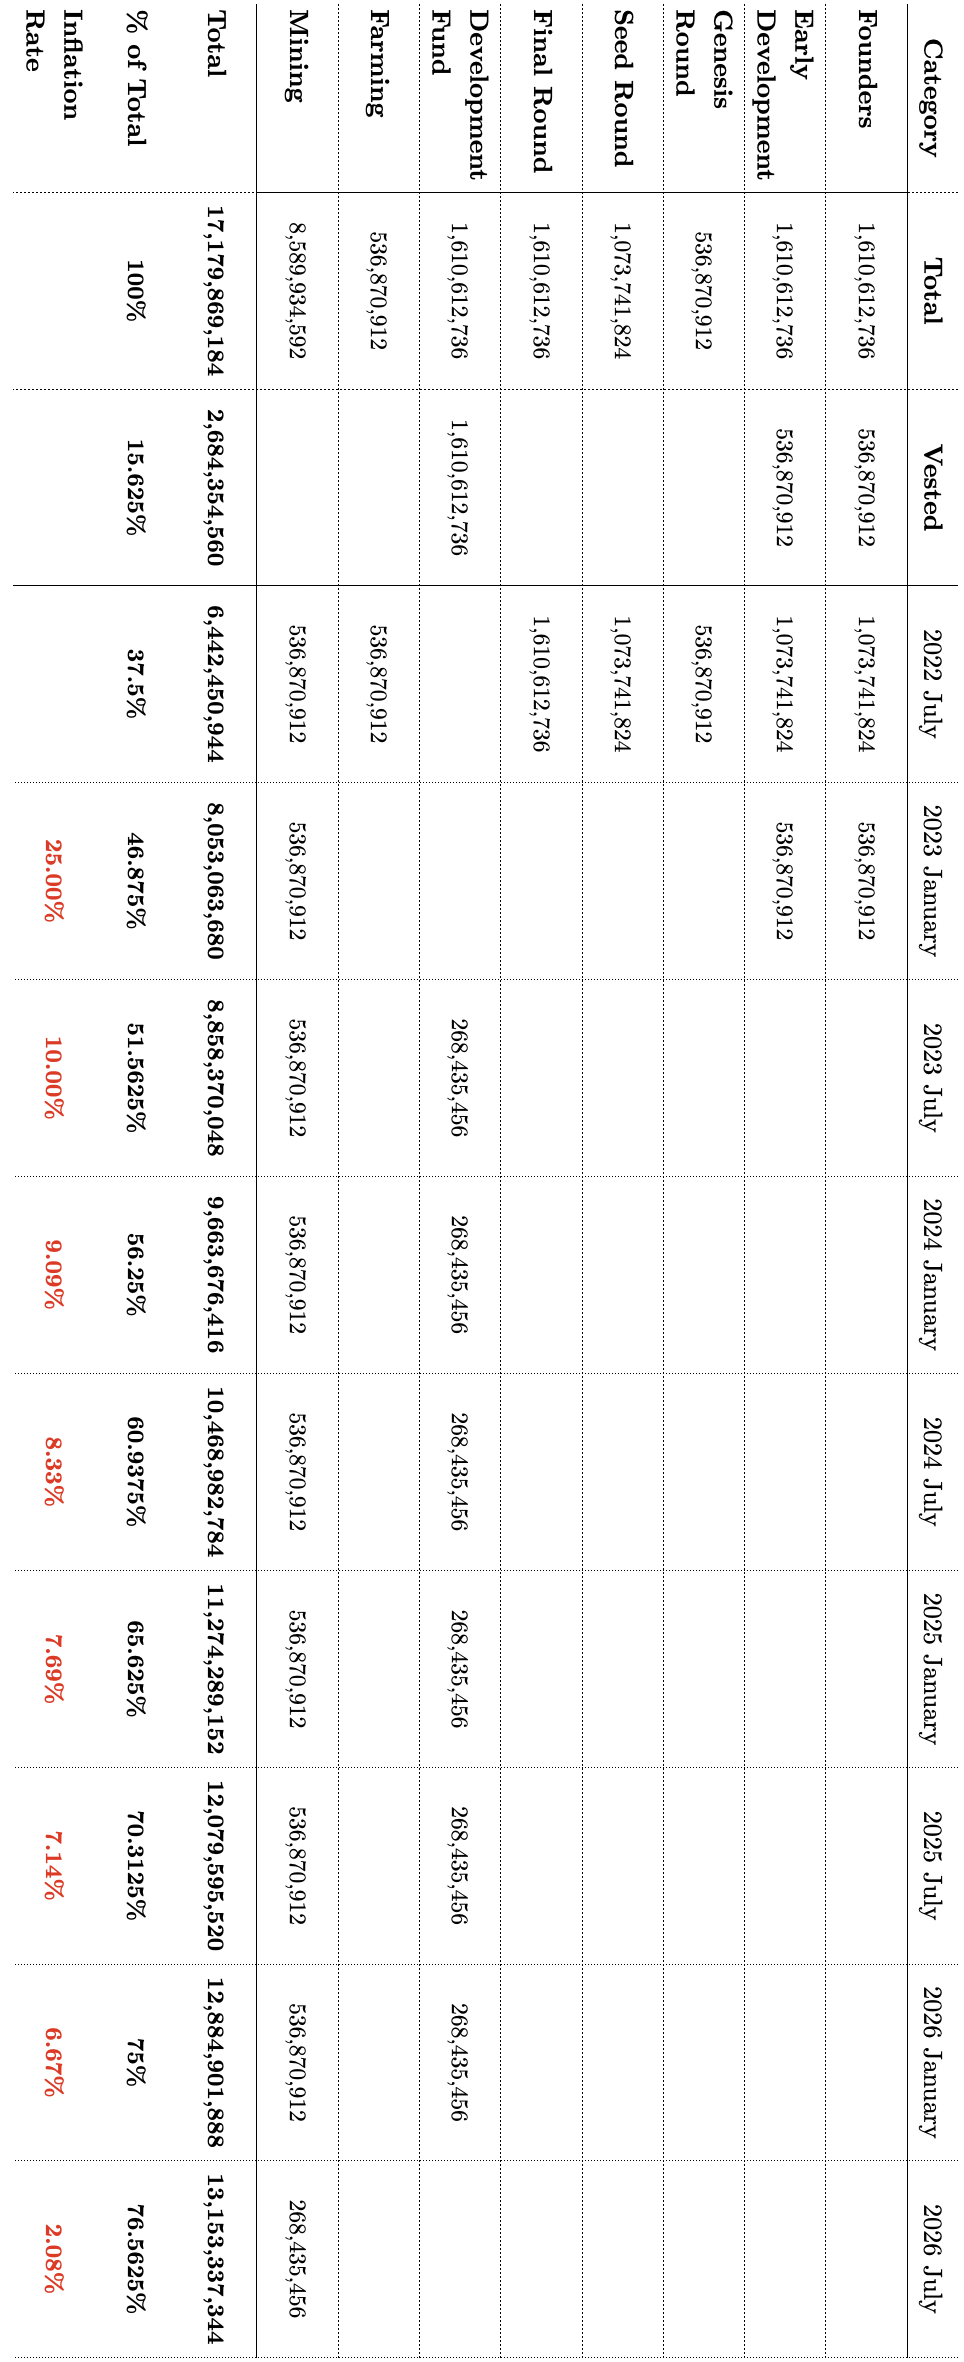 Category Total Vested 2022 July 2023 January 2023 July 2024 January 2024 July 2025 January 2025 July 2026 January 2026 July
Founders 1,610,612,736 536,870,912 1,073,741,824 536,870,912
Early
Development 1,610,612,736 536,870,912 1,073,741,824 536,870,912
Genesis
Round 536,870,912 536,870,912
Seed Round 1,073,741,824 1,073,741,824
Final Round 1,610,612,736 1,610,612,736
Development
Fund 1,610,612,736 1,610,612,736 268,435,456 268,435,456 268,435,456 268,435,456 268,435,456 268,435,456
Farming 536,870,912 536,870,912
Mining 8,589,934,592 536,870,912 536,870,912 536,870,912 536,870,912 536,870,912 536,870,912 536,870,912 536,870,912 268,435,456
Total 17,179,869,184 2,684,354,560 6,442,450,944 8,053,063,680 8,858,370,048 9,663,676,416 10,468,982,784 11,274,289,152 12,079,595,520 12,884,901,888 13,153,337,344
% of Total 100% 15.625% 37.5% 46.875% 51.5625% 56.25% 60.9375% 65.625% 70.3125% 75% 76.5625%
Inflation
Rate 25.00% 10.00% 9.09% 8.33% 7.69% 7.14% 6.67% 2.08%